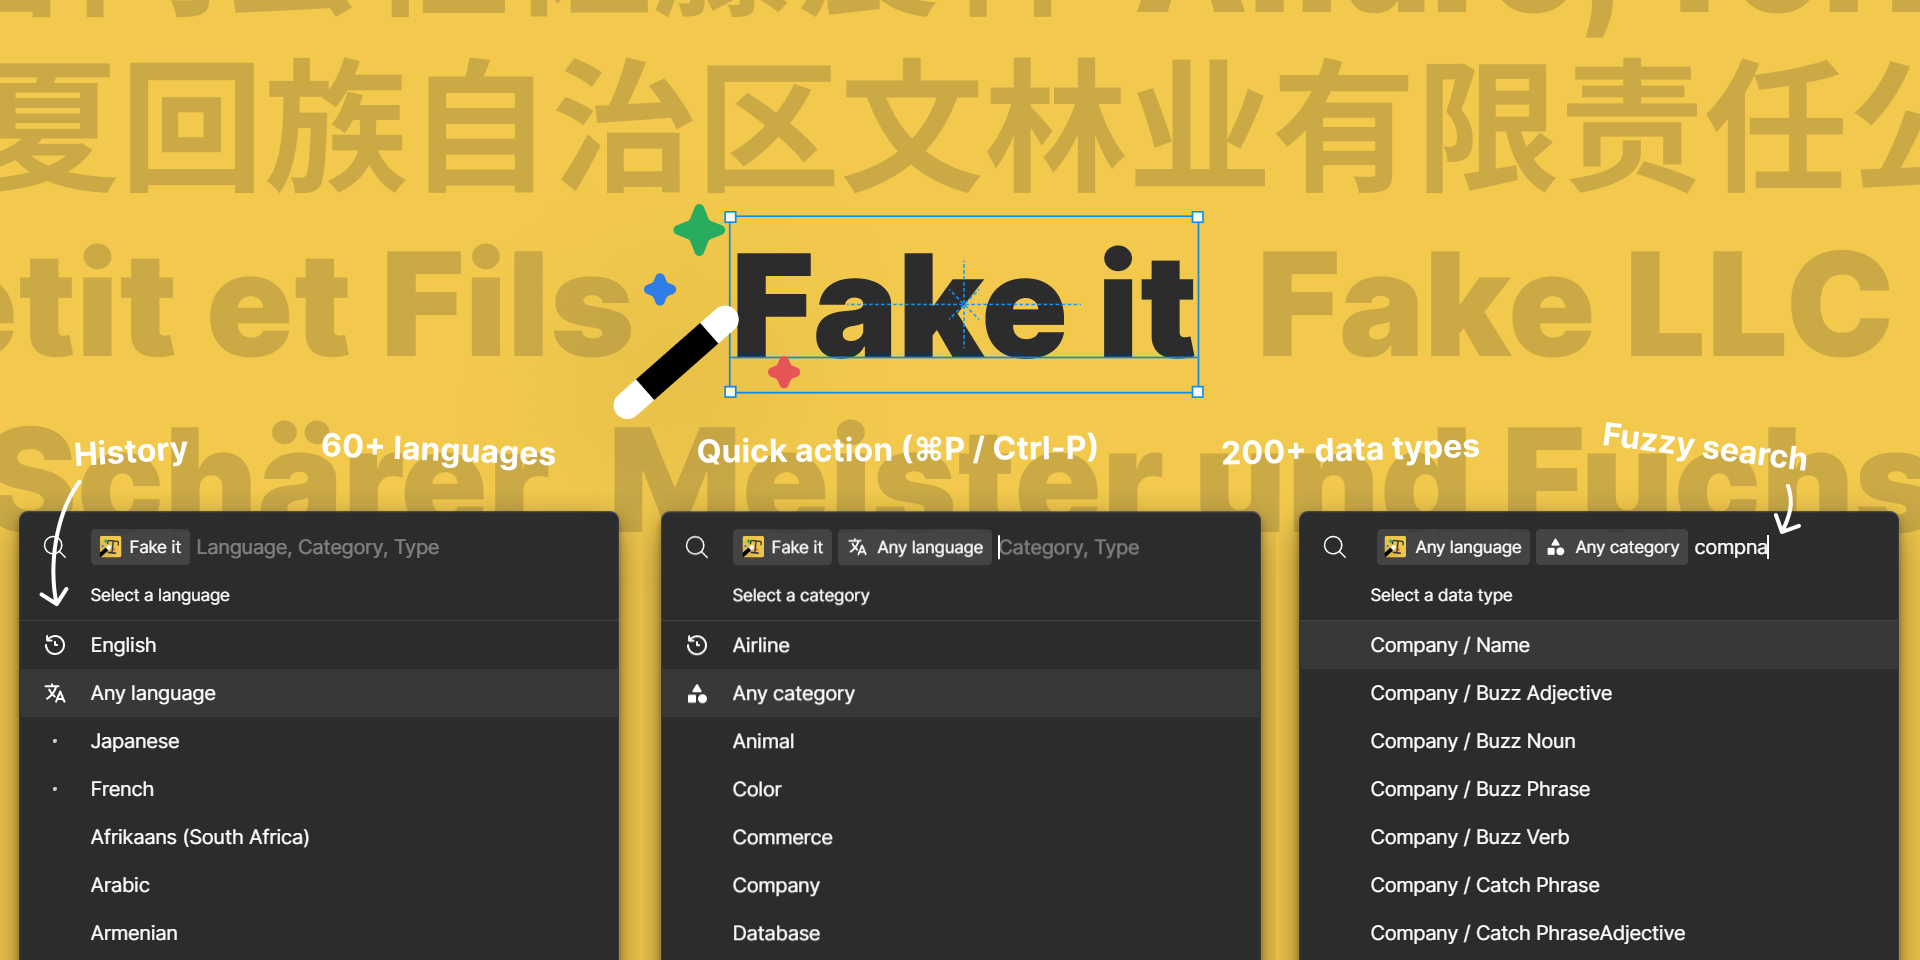 夏回族自治区文林业有限责任公
etit et Fils
Fake it
Fake LLC
Schärer Meister und Fuchs
History
60+ languages
Quick action (⌘P / Ctrl-P)
200+ data types
Fuzzy search
Fake it Language, Category, Type
Select a language
English
Any language
Japanese
French
Afrikaans (South Africa)
Arabic
Armenian
Fake it Any language Category, Type
Select a category
Airline
Any category
Animal
Color
Commerce
Company
Database
Any language Any category compna
Select a data type
Company / Name
Company / Buzz Adjective
Company / Buzz Noun
Company / Buzz Phrase
Company / Buzz Verb
Company / Catch Phrase
Company / Catch PhraseAdjective